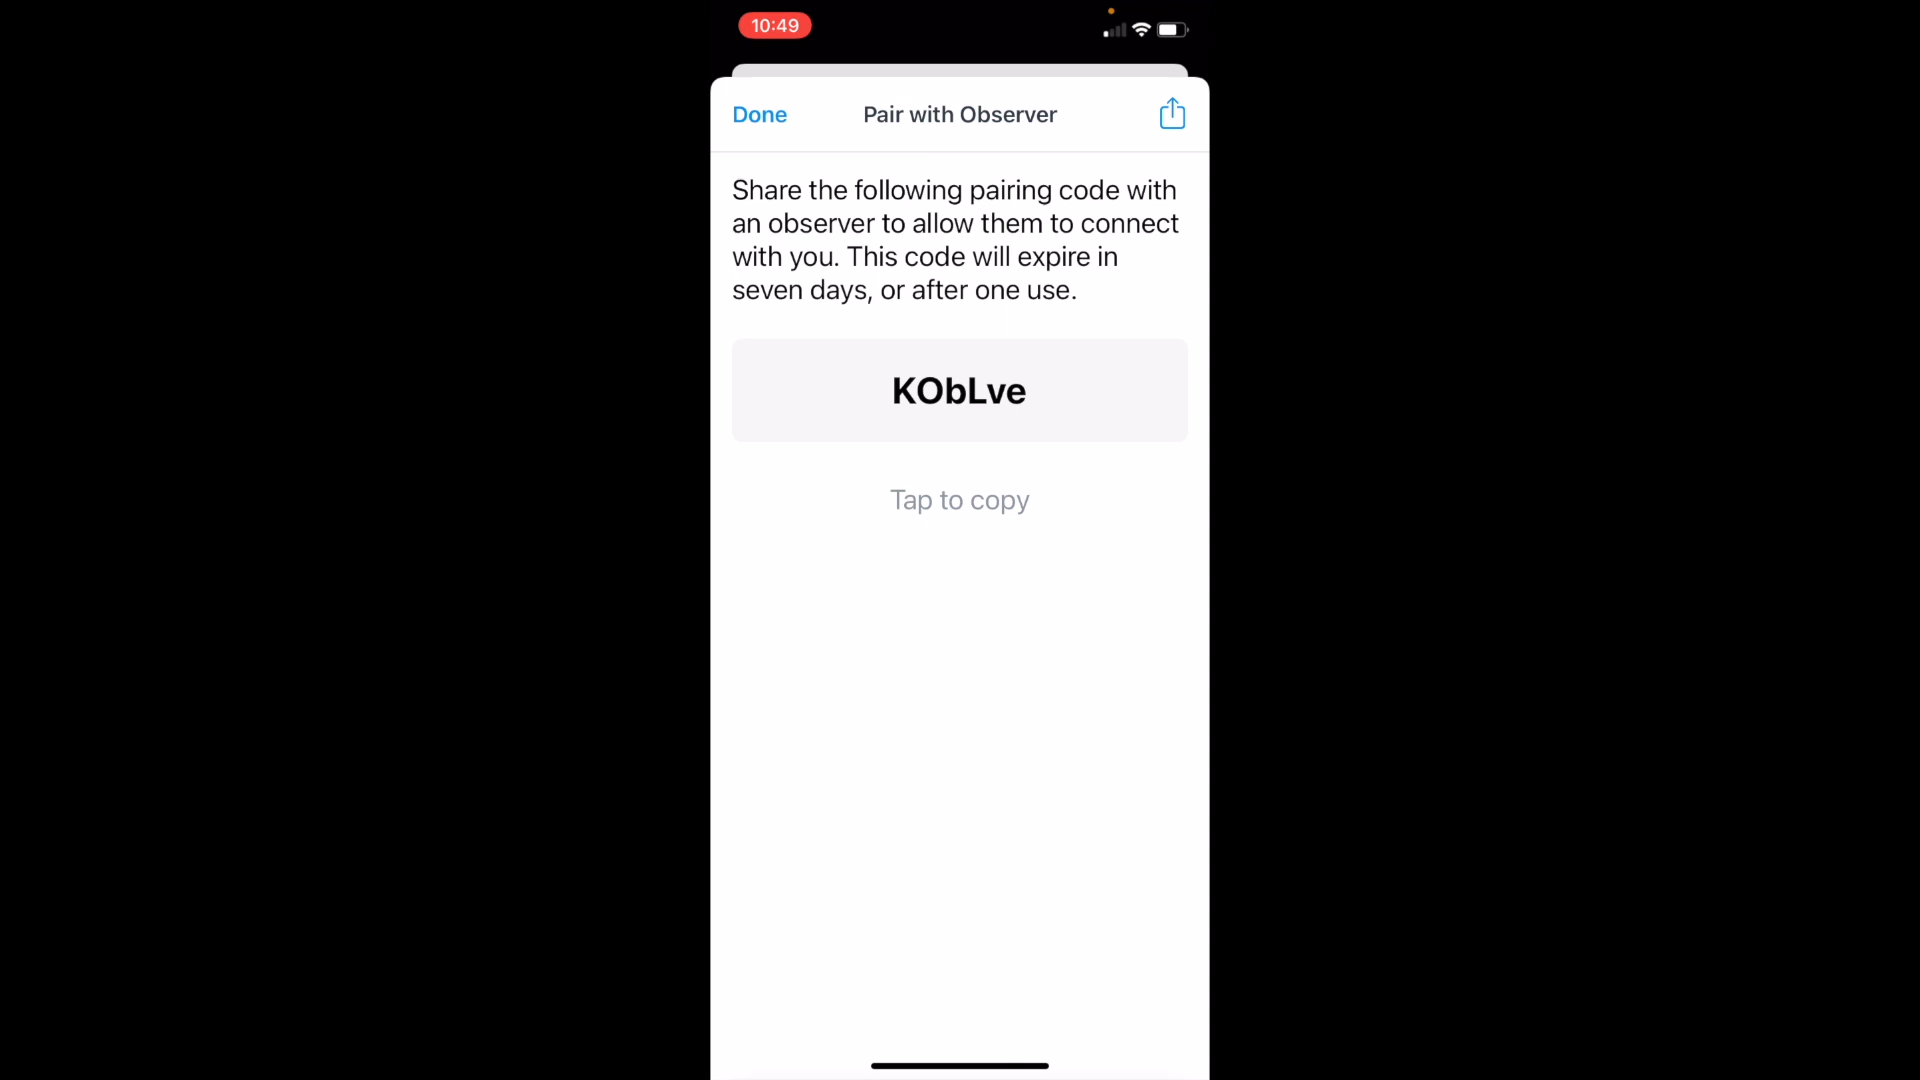 10:49
Done
Pair with Observer
Share the following pairing code with
an observer to allow them to connect
with you. This code will expire in
seven days, or after one use.
KObLve
Tap to copy